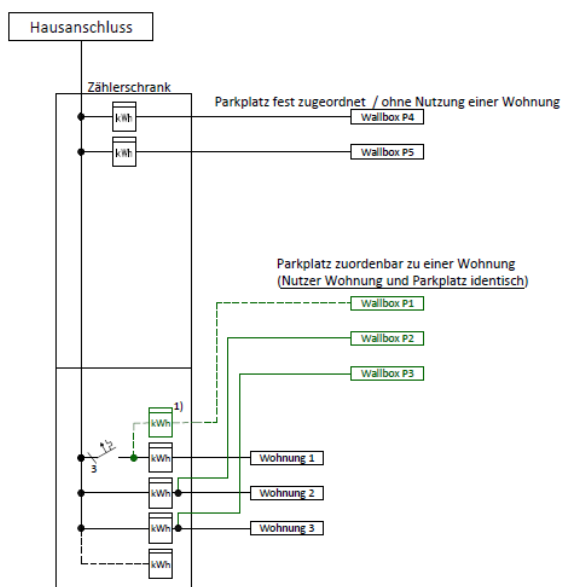 Hausanschluss
Zählerschrank
Parkplatz fest zugeordnet / ohne Nutzung einer Wohnung
kWh
Wallbox P4
kWh
Wallbox P5
Parkplatz zuordenbar zu einer Wohnung
(Nutzer Wohnung und Parkplatz identisch)
Wallbox P1
Wallbox P2
Wallbox P3
1)
kWh
3
kWh
Wohnung 1
kWh
Wohnung 2
kWh
Wohnung 3
kWh